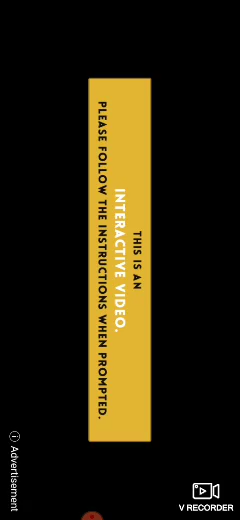 THIS IS AN
INTERACTIVE VIDEO.
PLEASE FOLLOW THE INSTRUCTIONS WHEN PROMPTED.
Advertisement
V RECORDER